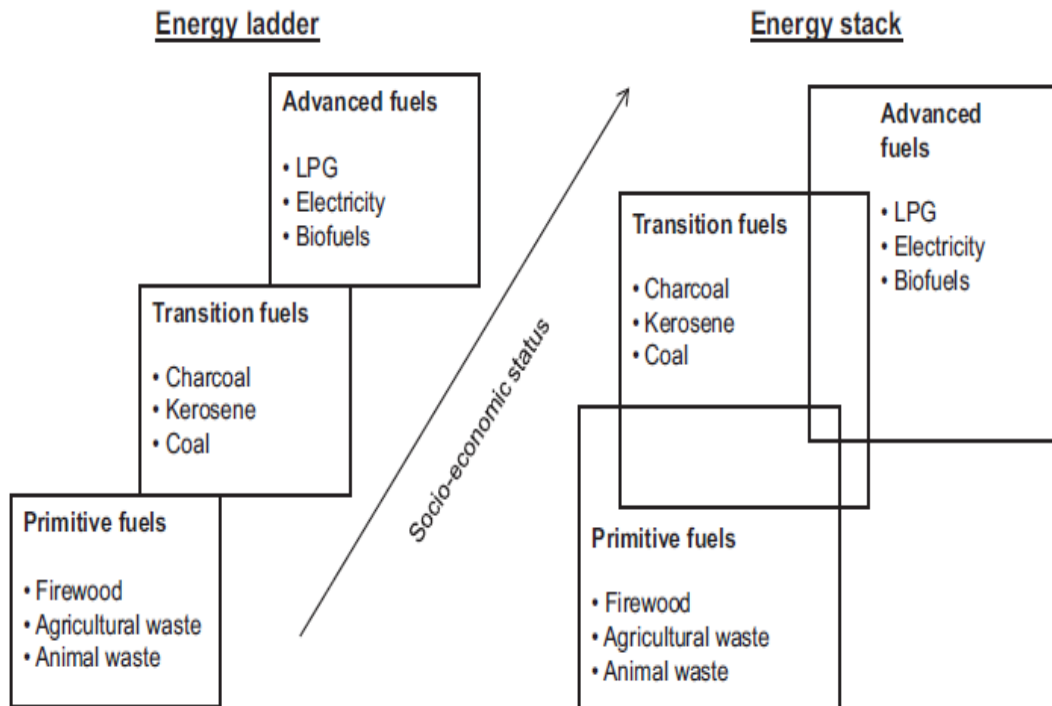 Energy ladder
Advanced fuels
• LPG
• Electricity
• Biofuels
Transition fuels
• Charcoal
• Kerosene
• Coal
Primitive fuels
• Firewood
• Agricultural waste
• Animal waste
Socio-economic status
Energy stack
Advanced
fuels
• LPG
• Electricity
• Biofuels
Transition fuels
• Charcoal
• Kerosene
• Coal
Primitive fuels
• Firewood
• Agricultural waste
• Animal waste